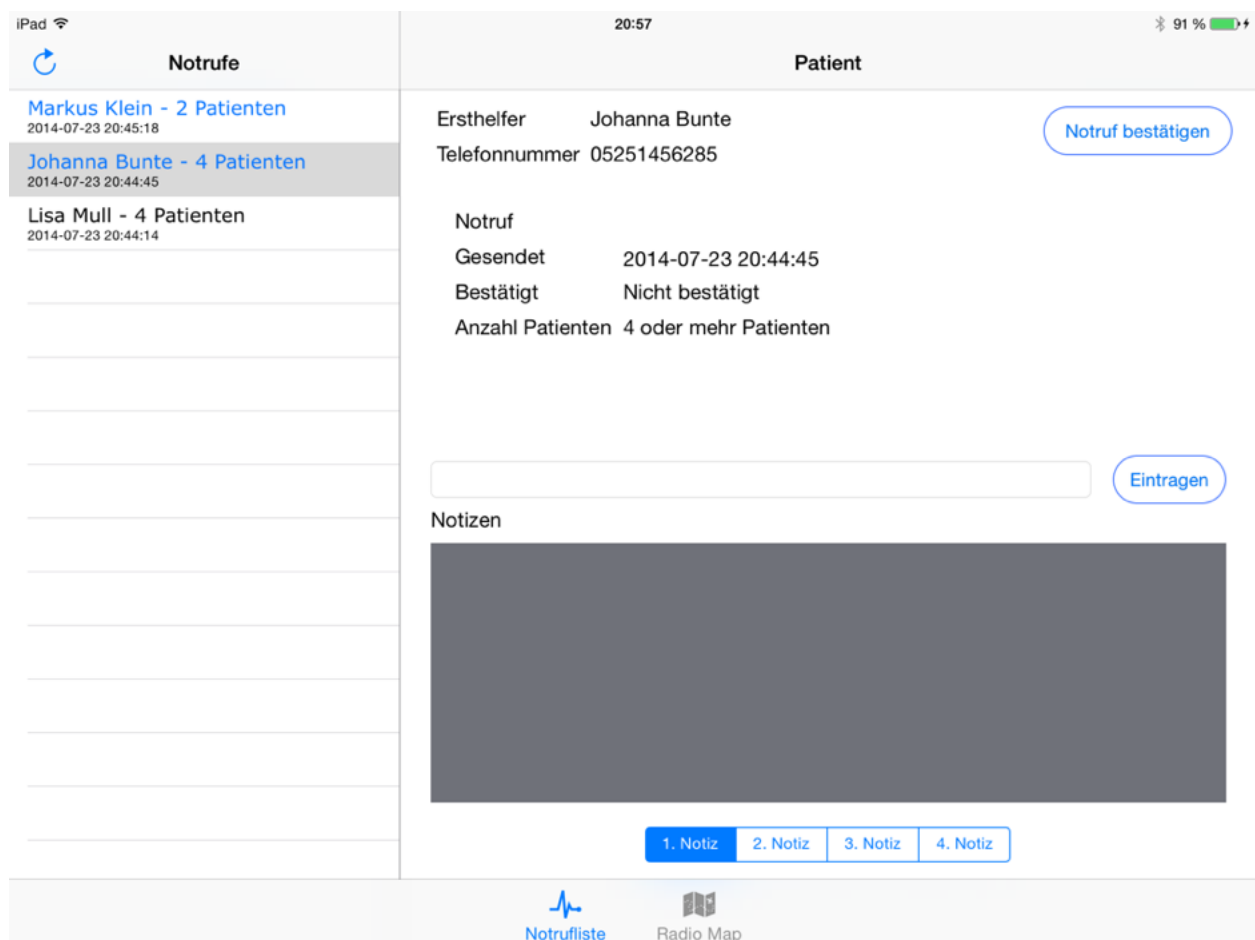 iPad 20:57 91 %
Notrufe
Patient
Markus Klein - 2 Patienten
2014-07-23 20:45:18
Johanna Bunte - 4 Patienten
2014-07-23 20:44:45
Lisa Mull - 4 Patienten
2014-07-23 20:44:14
Ersthelfer Johanna Bunte
Notruf bestätigen
Telefonnummer 05251456285
Notruf
Gesendet 2014-07-23 20:44:45
Bestätigt Nicht bestätigt
Anzahl Patienten 4 oder mehr Patienten
Eintragen
Notizen
1. Notiz 2. Notiz 3. Notiz 4. Notiz
Notrufliste Radio Map